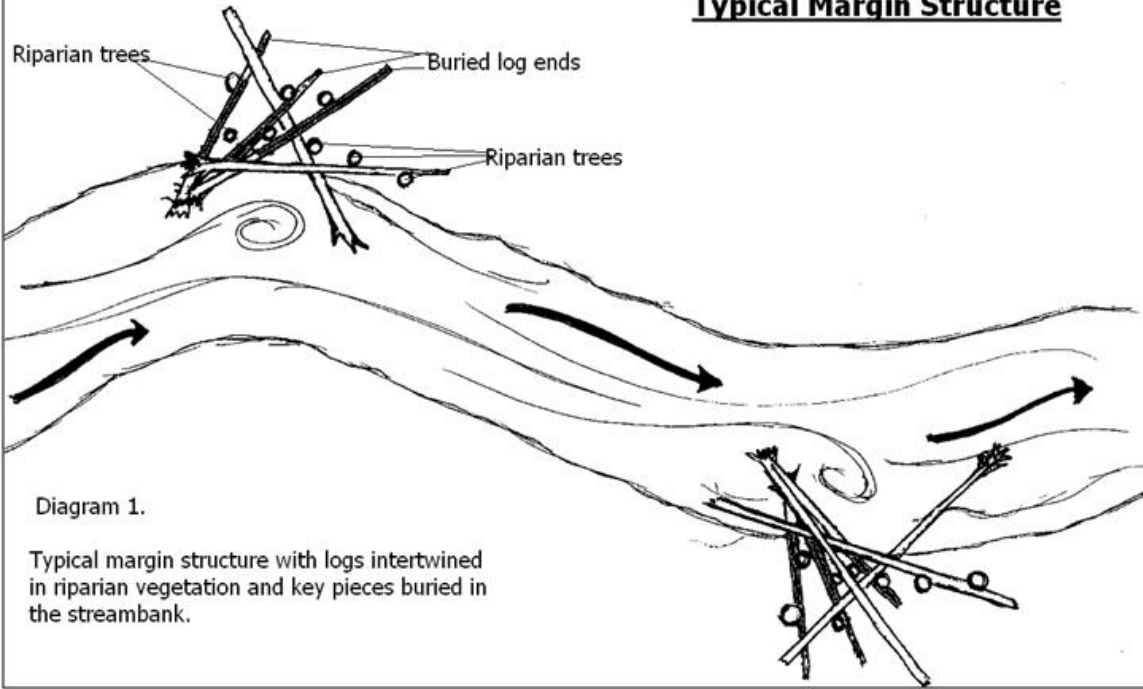 Typical Margin Structure
Riparian trees
Buried log ends
Riparian trees
Diagram 1.
Typical margin structure with logs intertwined
in riparian vegetation and key pieces buried in
the streambank.